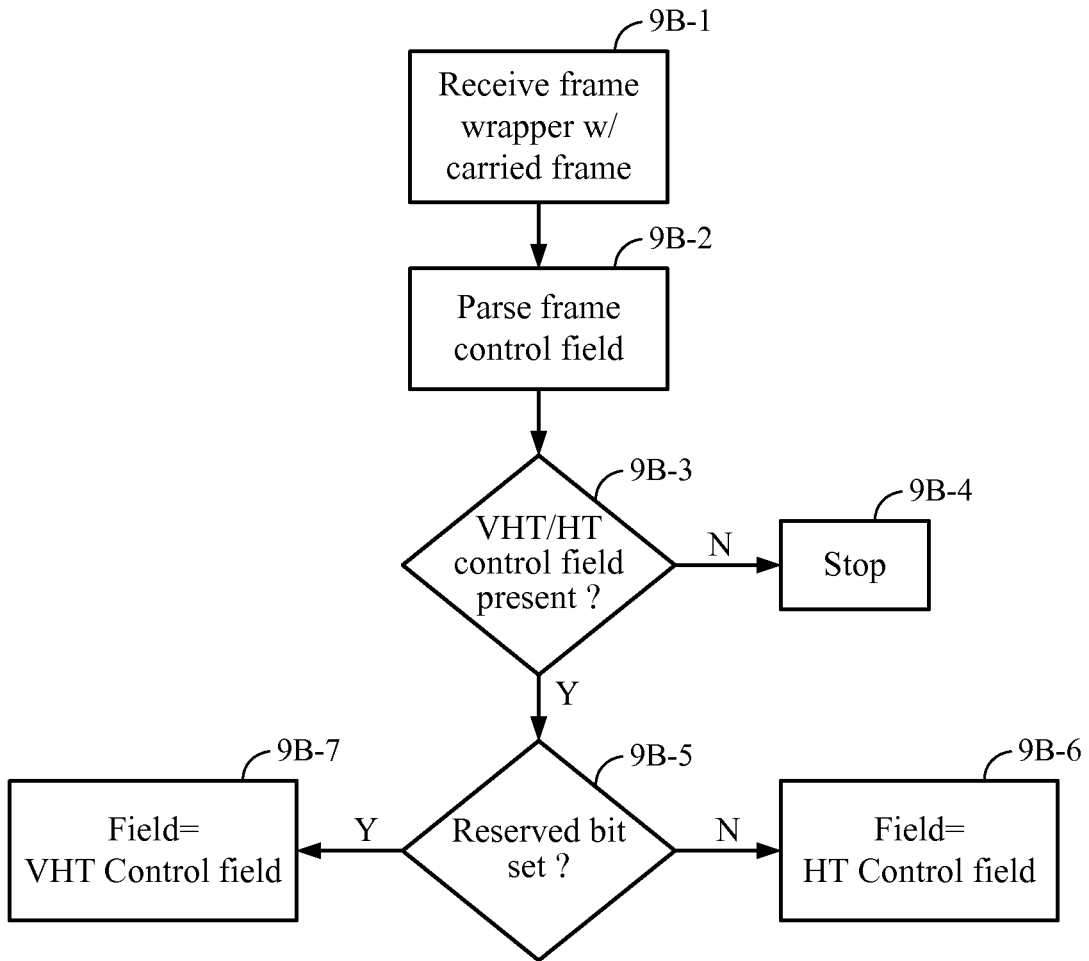 9B-1
Receive frame
wrapper w/
carried frame
9B-2
Parse frame
control field
9B-3
VHT/HT
control field
present ?
N
9B-4
Stop
Y
9B-5
Reserved bit
set ?
Y
9B-7
Field=
VHT Control field
N
9B-6
Field=
HT Control field